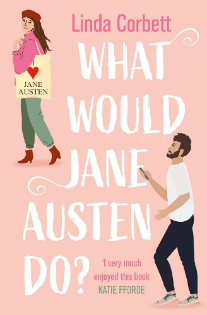 Linda Corbett
WHAT
WOULD
JANE
AUSTEN
DO?
JANE
AUSTEN
'I very much
enjoyed this book'
KATIE FFORDE